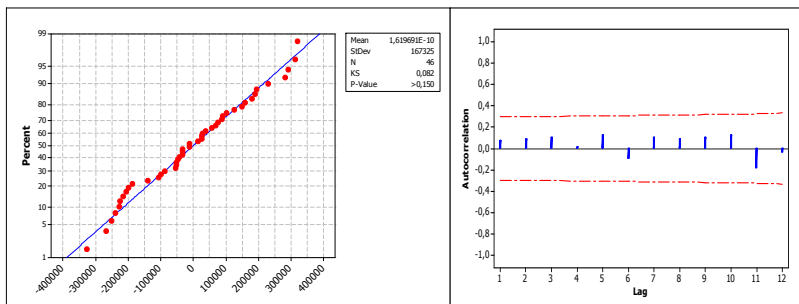 99
95
90
80
70
60
50
40
30
20
10
5
1
Percent
-400000 -300000 -200000 -100000 0 100000 200000 300000 400000
Mean 1,619691E-10
StDev 167325
N 46
KS 0,082
P-Value >0,150
1,0
0,8
0,6
0,4
0,2
0,0
-0,2
-0,4
-0,6
-0,8
-1,0
Autocorrelation
1 2 3 4 5 6 7 8 9 10 11 12
Lag